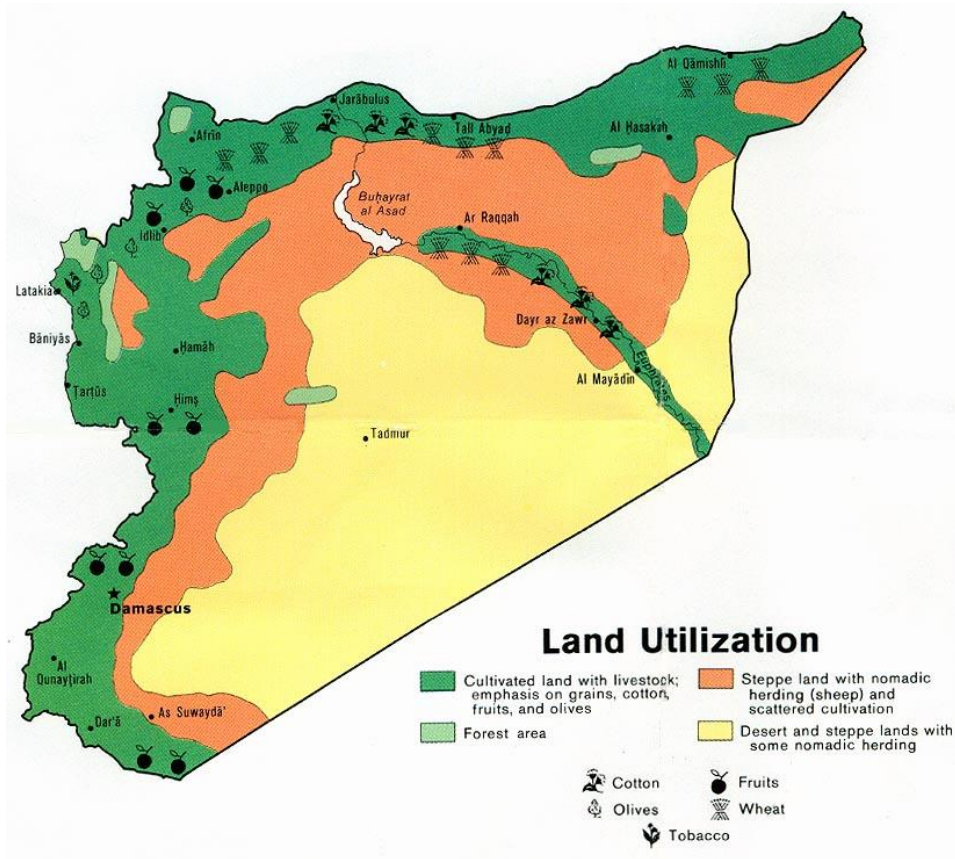 Al Qāmishlī
Jarābulus
Tall Abyad
'Afrīn
Al Ḥasakah
Aleppo
Buḥayrat
al Asad
Idlib
Ar Raqqah
Latakia
Dayr az Zawr
Bāniyās
Ḥamāh
Al Mayādīn
Euphrates
Ṭarṭūs
Ḥimṣ
Tadmur
Damascus
Al
Qunayṭirah
As Suwaydā'
Dar'ā
Land Utilization
Cultivated land with livestock;
emphasis on grains, cotton,
fruits, and olives
Forest area
Steppe land with nomadic
herding (sheep) and
scattered cultivation
Desert and steppe lands with
some nomadic herding
Cotton
Fruits
Olives
Wheat
Tobacco